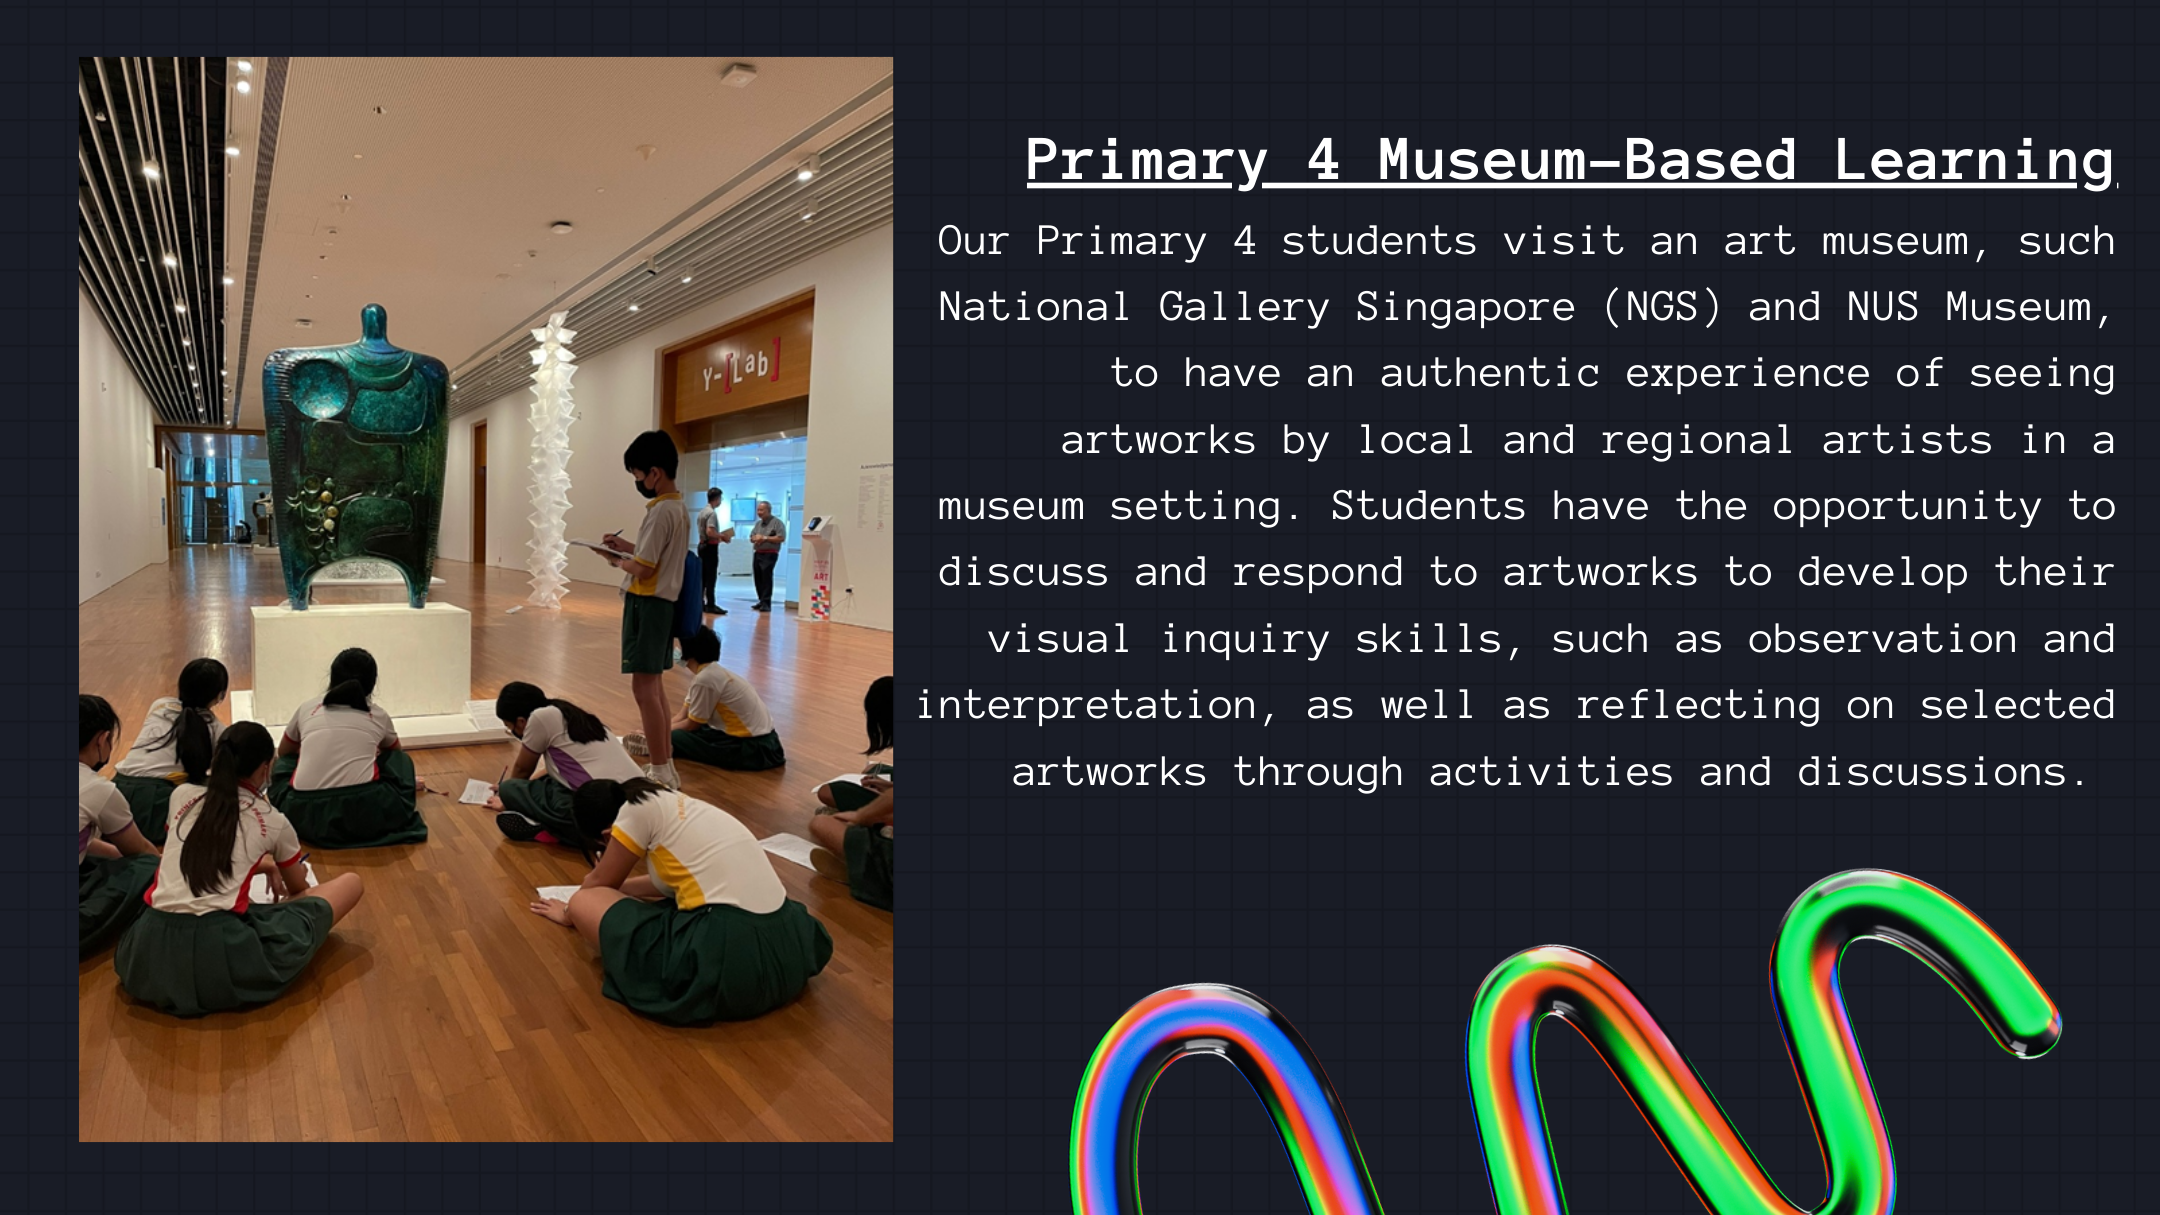 Primary 4 Museum-Based Learning
Our Primary 4 students visit an art museum, such
National Gallery Singapore (NGS) and NUS Museum,
to have an authentic experience of seeing
artworks by local and regional artists in a
museum setting. Students have the opportunity to
discuss and respond to artworks to develop their
visual inquiry skills, such as observation and
interpretation, as well as reflecting on selected
artworks through activities and discussions.
Y-[Lab]
ART